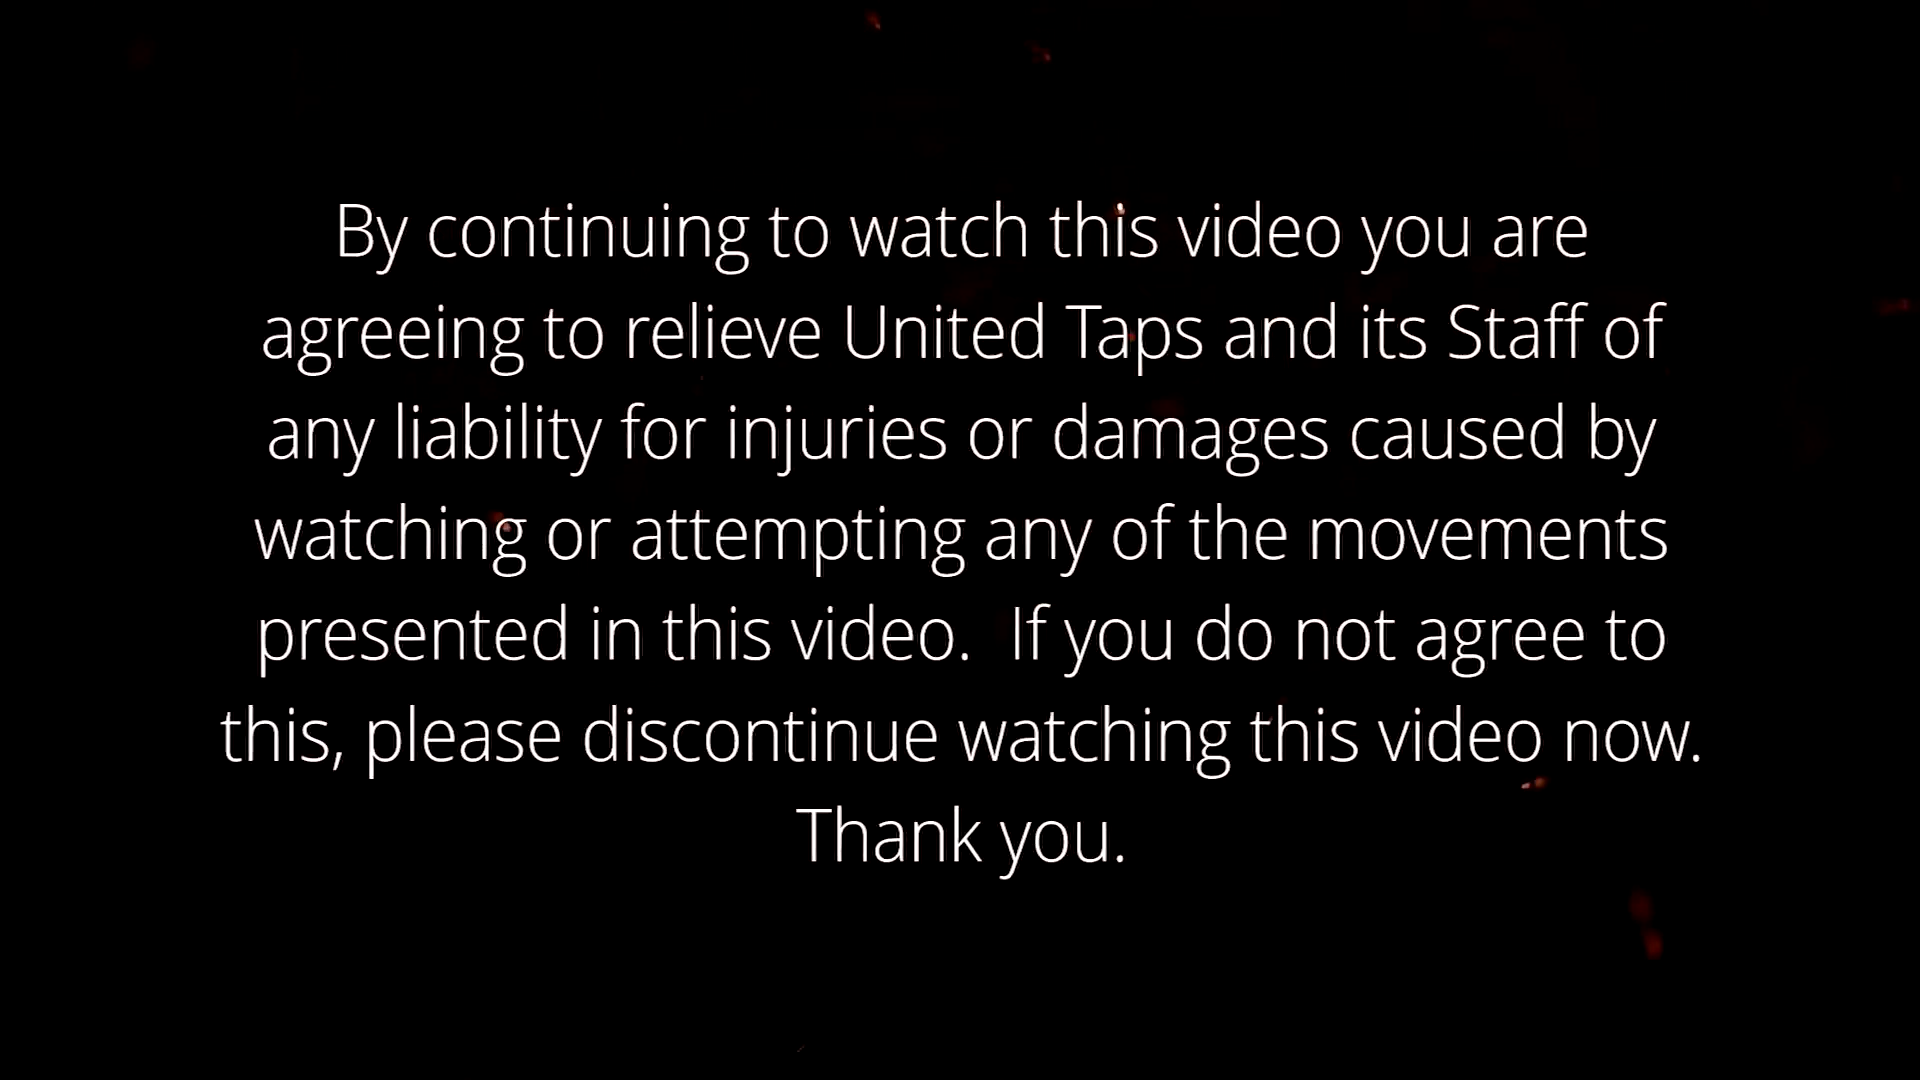 By continuing to watch this video you are
agreeing to relieve United Taps and its Staff of
any liability for injuries or damages caused by
watching or attempting any of the movements
presented in this video.  If you do not agree to
this, please discontinue watching this video now.
Thank you.